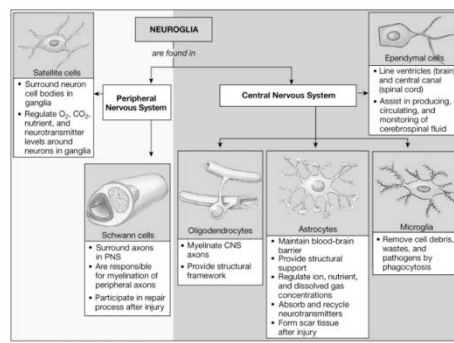 NEUROGLIA
are found in
Satellite cells
• Surround neuron
cell bodies in
ganglia
• Regulate O₂, CO₂,
nutrient, and
neurotransmitter
levels around
neurons in ganglia
Peripheral
Nervous System
Central Nervous System
Ependymal cells
• Line ventricles (brain)
and central canal
(spinal cord)
• Assist in producing,
circulating, and
monitoring of
cerebrospinal fluid
Schwann cells
• Surround axons
in PNS
• Are responsible
for myelination of
peripheral axons
• Participate in repair
process after injury
Oligodendrocytes
• Myelinate CNS
axons
• Provide structural
framework
Astrocytes
• Maintain blood-brain
barrier
• Provide structural
support
• Regulate ion, nutrient,
and dissolved gas
concentrations
• Absorb and recycle
neurotransmitters
• Form scar tissue
after injury
Microglia
• Remove cell debris,
wastes, and
pathogens by
phagocytosis